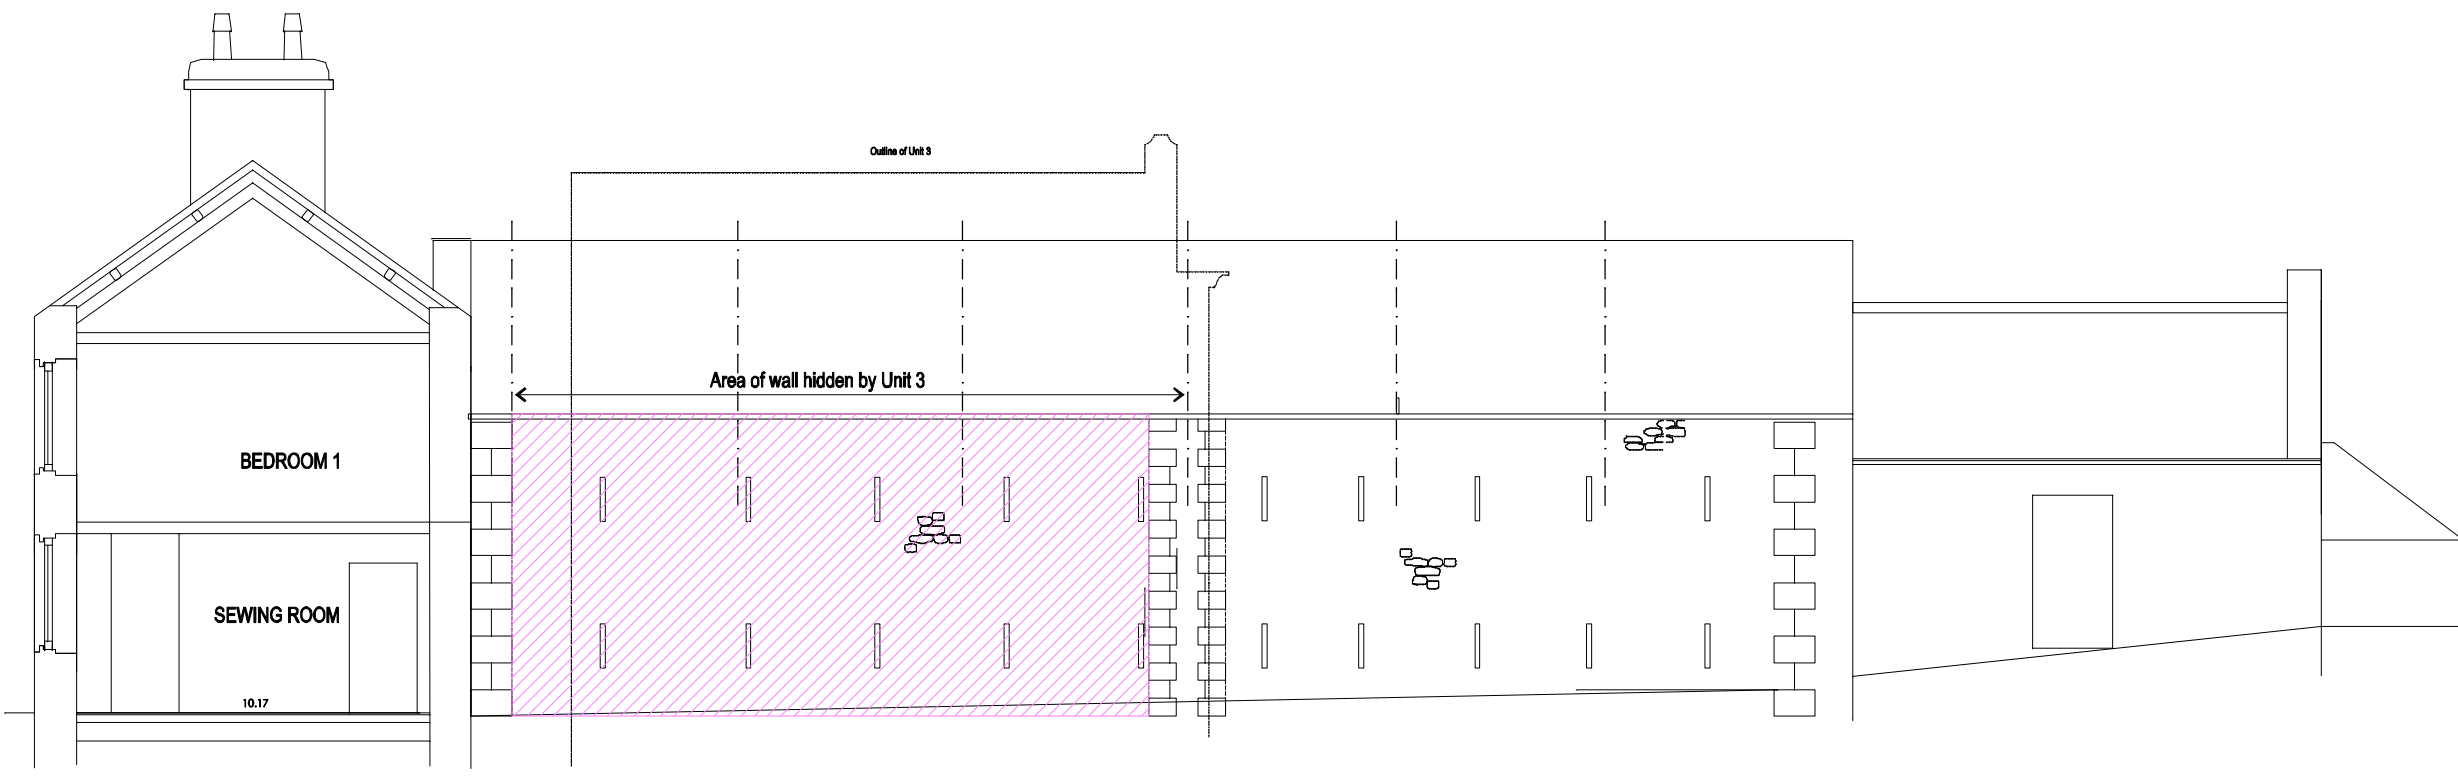 Outline of Unit 3
Area of wall hidden by Unit 3
BEDROOM 1
SEWING ROOM
10.17